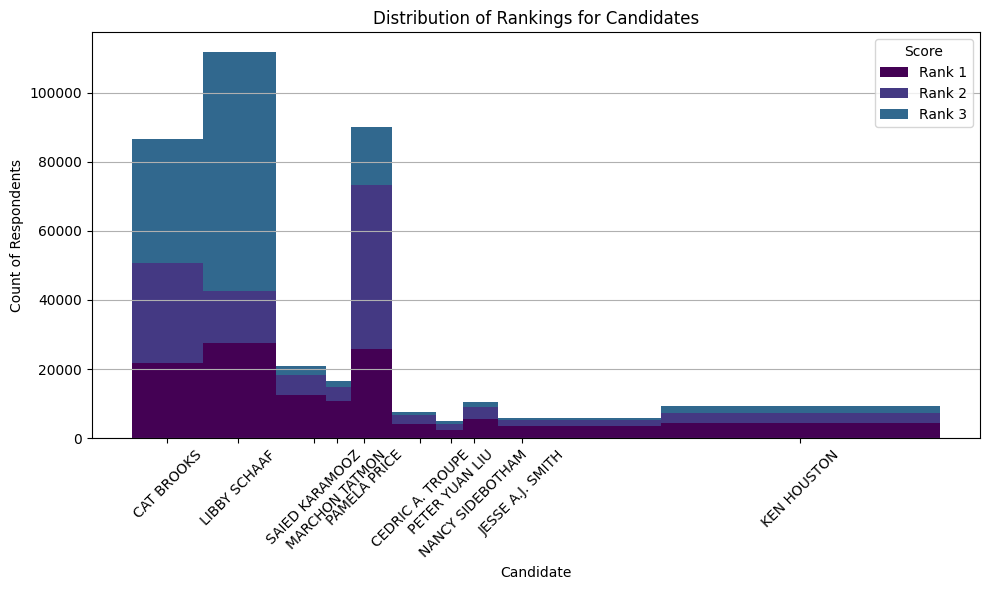 Distribution of Rankings for Candidates
Score
Rank 1
Rank 2
Rank 3
Count of Respondents
100000
80000
60000
40000
20000
0
CAT BROOKS
LIBBY SCHAAF
SAIED KARAMOOZ
MARCHON TATMON
PAMELA PRICE
CEDRIC A. TROUPE
PETER YUAN LIU
NANCY SIDEBOTHAM
JESSE A.J. SMITH
KEN HOUSTON
Candidate